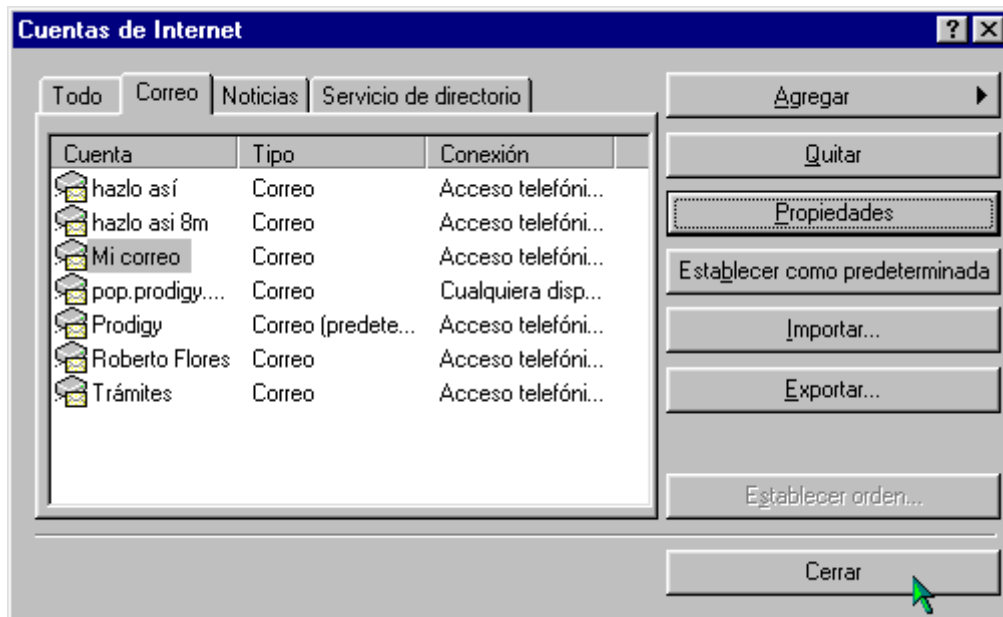 Cuentas de Internet
Todo Correo Noticias Servicio de directorio
Cuenta Tipo Conexión
hazlo así Correo Acceso telefóni...
hazlo asi 8m Correo Acceso telefóni...
Mi correo Correo Acceso telefóni...
pop.prodigy.... Correo Cualquiera disp...
Prodigy Correo (predete... Acceso telefóni...
Roberto Flores Correo Acceso telefóni...
Trámites Correo Acceso telefóni...
Agregar
Quitar
Propiedades
Establecer como predeterminada
Importar...
Exportar...
Establecer orden...
Cerrar